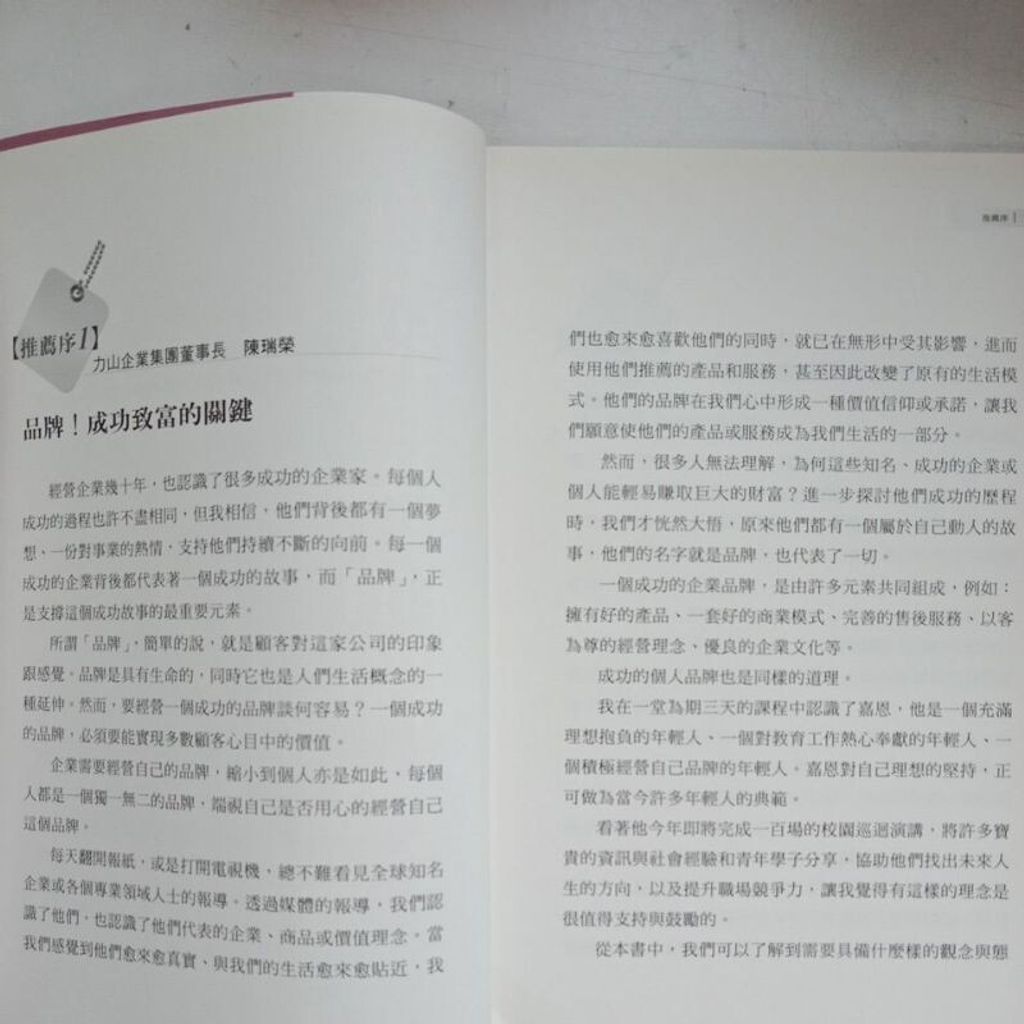 【推薦序1】
力山企業集團董事長 陳瑞榮
品牌！成功致富的關鍵
經營企業幾十年，也認識了很多成功的企業家。每個人
成功的過程也許不盡相同，但我相信，他們背後都有一個夢
想、一份對事業的熱情，支持他們持續不斷的向前。每一個
成功的企業背後都代表著一個成功的故事，而「品牌」，正
是支撐這個成功故事的最重要元素。
所謂「品牌」，簡單的說，就是顧客對這家公司的印象
跟感覺。品牌是具有生命的，同時它也是人們生活概念的一
種延伸。然而，要經營一個成功的品牌談何容易？一個成功
的品牌，必須要能實現多數顧客心目中的價值。
企業需要經營自己的品牌，縮小到個人亦是如此，每個
人都是一個獨一無二的品牌，端視自己是否用心的經營自己
這個品牌。
每天翻開報紙，或是打開電視機，總不難看見全球知名
企業或各個專業領域人士的報導。透過媒體的報導，我們認
識了他們，也認識了他們代表的企業、商品或價值理念。當
我們感覺到他們愈來愈真實、與我們的生活愈來愈貼近，我
推薦序
們也愈來愈喜歡他們的同時，就已在無形中受其影響，進而
使用他們推薦的產品和服務，甚至因此改變了原有的生活模
式。他們的品牌在我們心中形成一種價值信仰或承諾，讓我
們願意使他們的產品或服務成為我們生活的一部分。
然而，很多人無法理解，為何這些知名、成功的企業或
個人能輕易賺取巨大的財富？進一步探討他們成功的歷程
時，我們才恍然大悟，原來他們都有一個屬於自己動人的故
事，他們的名字就是品牌，也代表了一切。
一個成功的企業品牌，是由許多元素共同組成，例如：
擁有好的產品、一套好的商業模式、完善的售後服務、以客
為尊的經營理念、優良的企業文化等。
成功的個人品牌也是同樣的道理。
我在一堂為期三天的課程中認識了嘉恩，他是一個充滿
理想抱負的年輕人、一個對教育工作熱心奉獻的年輕人、一
個積極經營自己品牌的年輕人。嘉恩對自己理想的堅持，正
可做為當今許多年輕人的典範。
看著他今年即將完成一百場的校園巡迴演講，將許多寶
貴的資訊與社會經驗和青年學子分享，協助他們找出未來人
生的方向，以及提升職場競爭力，讓我覺得有這樣的理念是
很值得支持與鼓勵的。
從本書中，我們可以了解到需要具備什麼樣的觀念與態